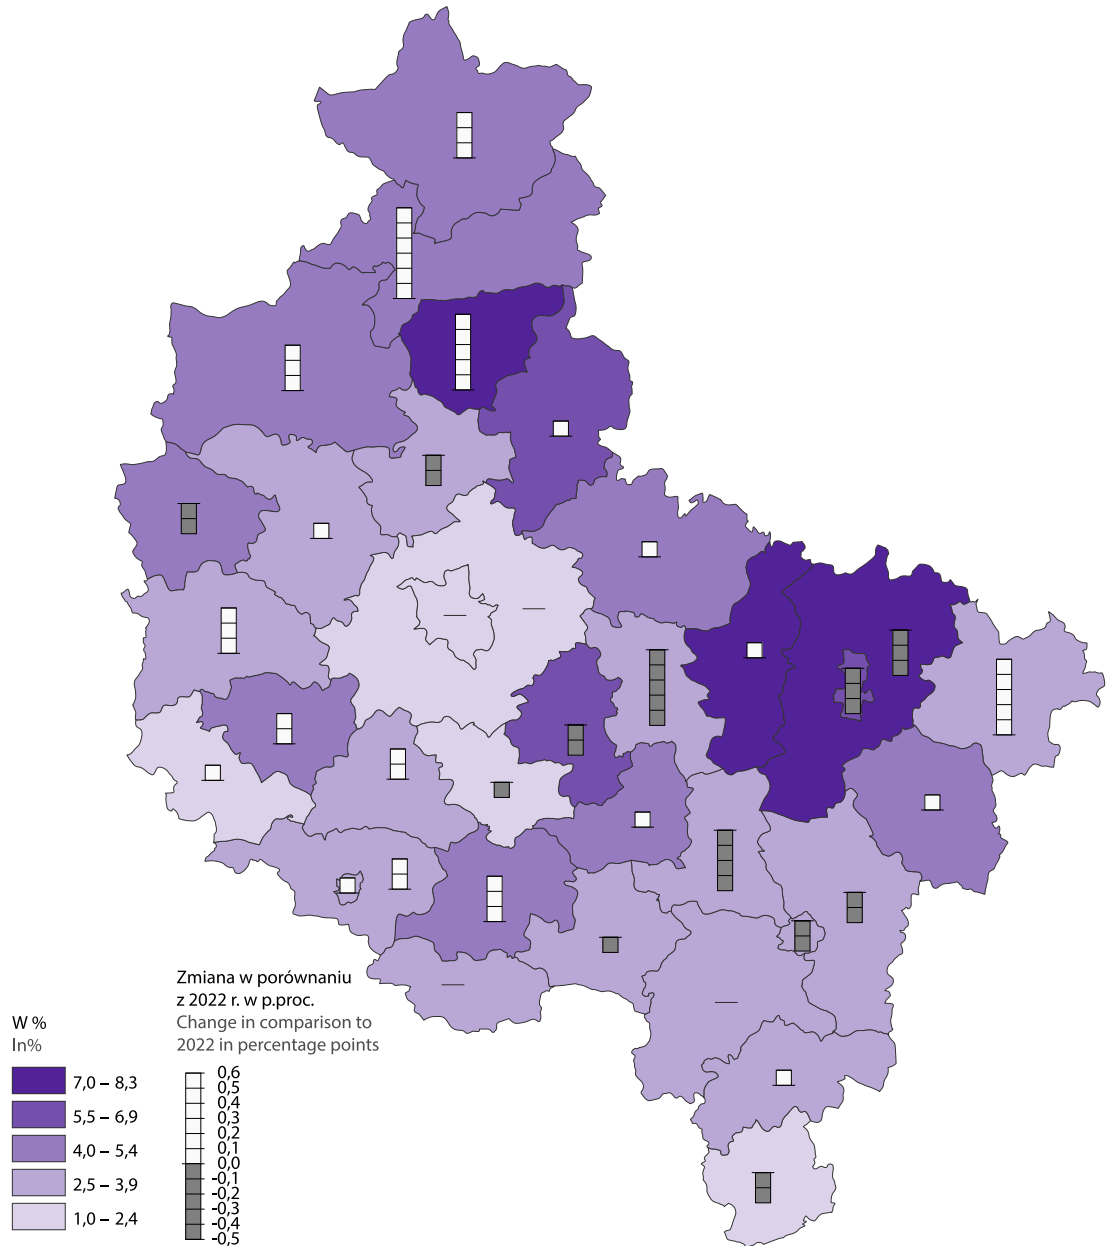 Zmiana w porównaniu
z 2022 r. w p.proc.
Change in comparison to
2022 in percentage points
W %
In%
7,0 – 8,3
5,5 – 6,9
4,0 – 5,4
2,5 – 3,9
1,0 – 2,4
0,6
0,5
0,4
0,3
0,2
0,1
0,0
-0,1
-0,2
-0,3
-0,4
-0,5